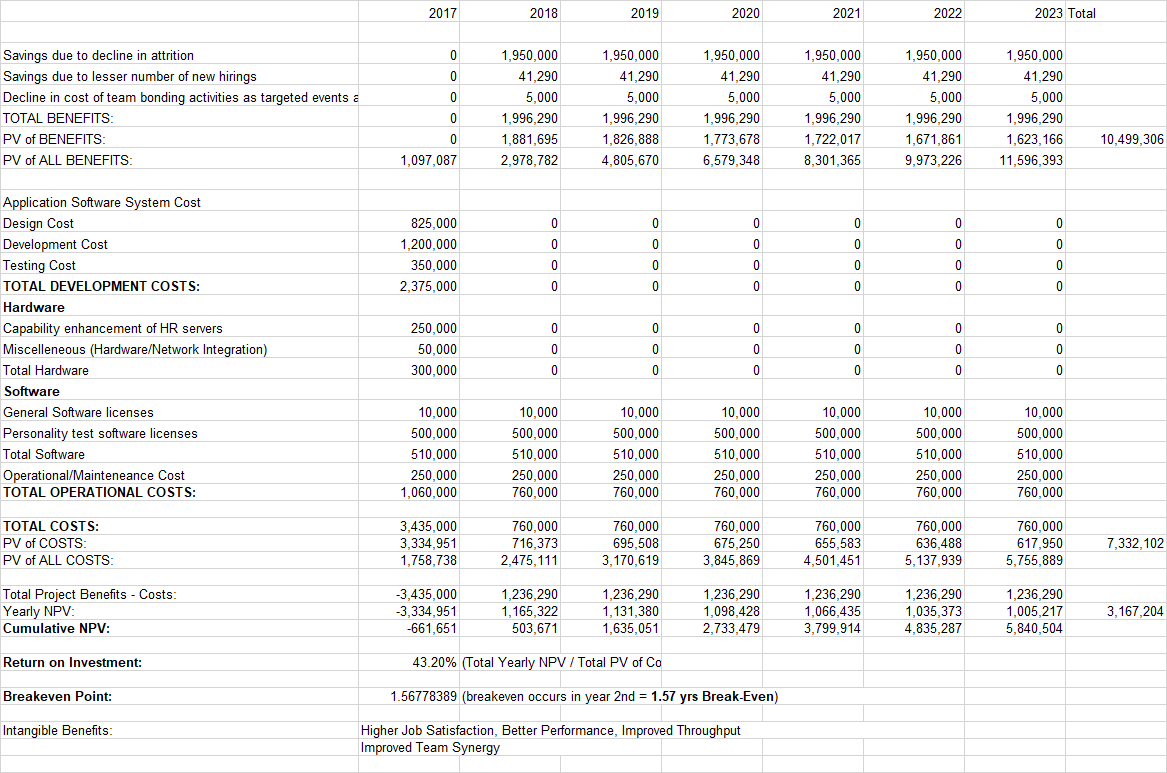 2017 2018 2019 2020 2021 2022 2023 Total
Savings due to decline in attrition 0 1,950,000 1,950,000 1,950,000 1,950,000 1,950,000 1,950,000
Savings due to lesser number of new hirings 0 41,290 41,290 41,290 41,290 41,290 41,290
Decline in cost of team bonding activities as targeted events a 0 5,000 5,000 5,000 5,000 5,000 5,000
TOTAL BENEFITS: 0 1,996,290 1,996,290 1,996,290 1,996,290 1,996,290 1,996,290
PV of BENEFITS: 0 1,881,695 1,826,888 1,773,678 1,722,017 1,671,861 1,623,166 10,499,306
PV of ALL BENEFITS: 1,097,087 2,978,782 4,805,670 6,579,348 8,301,365 9,973,226 11,596,393
Application Software System Cost
Design Cost 825,000 0 0 0 0 0 0
Development Cost 1,200,000 0 0 0 0 0 0
Testing Cost 350,000 0 0 0 0 0 0
TOTAL DEVELOPMENT COSTS: 2,375,000 0 0 0 0 0 0
Hardware
Capability enhancement of HR servers 250,000 0 0 0 0 0 0
Miscelleneous (Hardware/Network Integration) 50,000 0 0 0 0 0 0
Total Hardware 300,000 0 0 0 0 0 0
Software
General Software licenses 10,000 10,000 10,000 10,000 10,000 10,000 10,000
Personality test software licenses 500,000 500,000 500,000 500,000 500,000 500,000 500,000
Total Software 510,000 510,000 510,000 510,000 510,000 510,000 510,000
Operational/Mainteneance Cost 250,000 250,000 250,000 250,000 250,000 250,000 250,000
TOTAL OPERATIONAL COSTS: 1,060,000 760,000 760,000 760,000 760,000 760,000 760,000
TOTAL COSTS: 3,435,000 760,000 760,000 760,000 760,000 760,000 760,000
PV of COSTS: 3,334,951 716,373 695,508 675,250 655,583 636,488 617,950 7,332,102
PV of ALL COSTS: 1,758,738 2,475,111 3,170,619 3,845,869 4,501,451 5,137,939 5,755,889
Total Project Benefits - Costs: -3,435,000 1,236,290 1,236,290 1,236,290 1,236,290 1,236,290 1,236,290
Yearly NPV: -3,334,951 1,165,322 1,131,380 1,098,428 1,066,435 1,035,373 1,005,217 3,167,204
Cumulative NPV: -661,651 503,671 1,635,051 2,733,479 3,799,914 4,835,287 5,840,504
Return on Investment: 43.20% (Total Yearly NPV / Total PV of Co
Breakeven Point: 1.56778389 (breakeven occurs in year 2nd = 1.57 yrs Break-Even)
Intangible Benefits: Higher Job Satisfaction, Better Performance, Improved Throughput
Improved Team Synergy